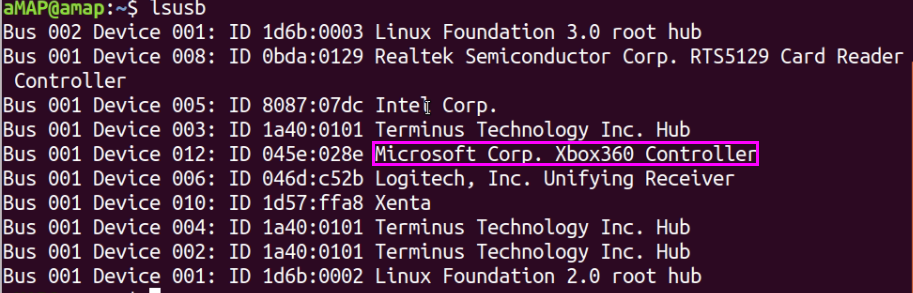 aMAP@amap:~$ lsusb
Bus 002 Device 001: ID 1d6b:0003 Linux Foundation 3.0 root hub
Bus 001 Device 008: ID 0bda:0129 Realtek Semiconductor Corp. RTS5129 Card Reader
 Controller
Bus 001 Device 005: ID 8087:07dc Intel Corp.
Bus 001 Device 003: ID 1a40:0101 Terminus Technology Inc. Hub
Bus 001 Device 012: ID 045e:028e Microsoft Corp. Xbox360 Controller
Bus 001 Device 006: ID 046d:c52b Logitech, Inc. Unifying Receiver
Bus 001 Device 010: ID 1d57:ffa8 Xenta
Bus 001 Device 004: ID 1a40:0101 Terminus Technology Inc. Hub
Bus 001 Device 002: ID 1a40:0101 Terminus Technology Inc. Hub
Bus 001 Device 001: ID 1d6b:0002 Linux Foundation 2.0 root hub